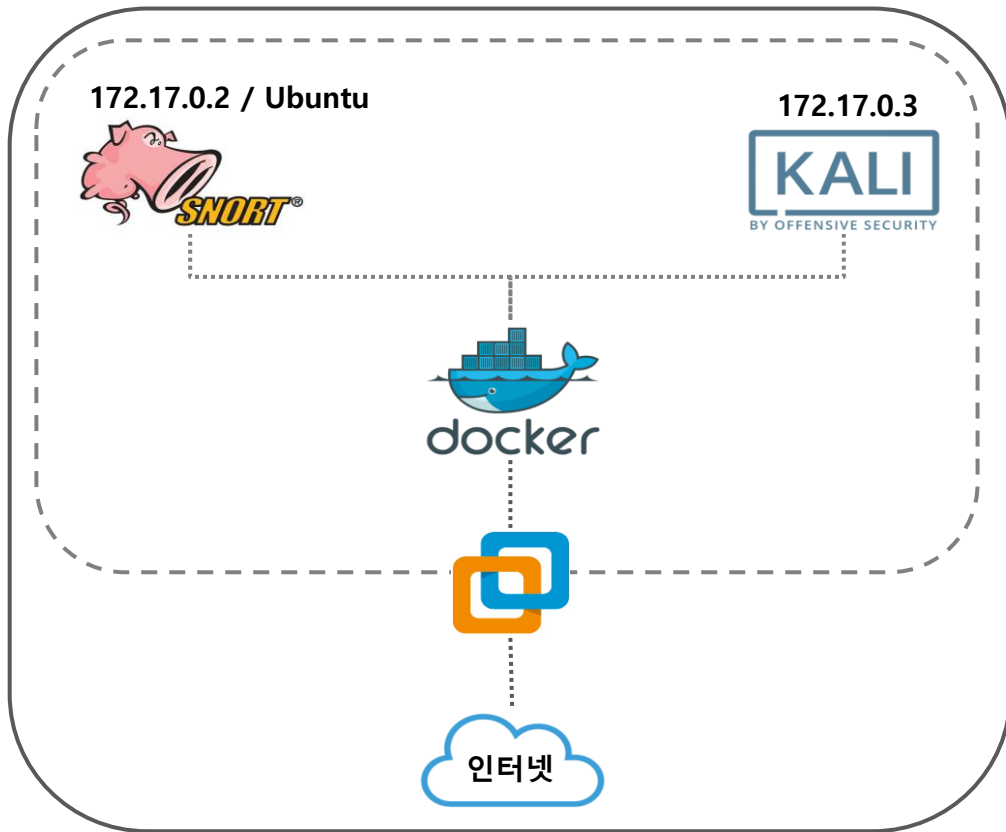 172.17.0.2 / Ubuntu
172.17.0.3
SNORT®
KALI
BY OFFENSIVE SECURITY
docker
인터넷